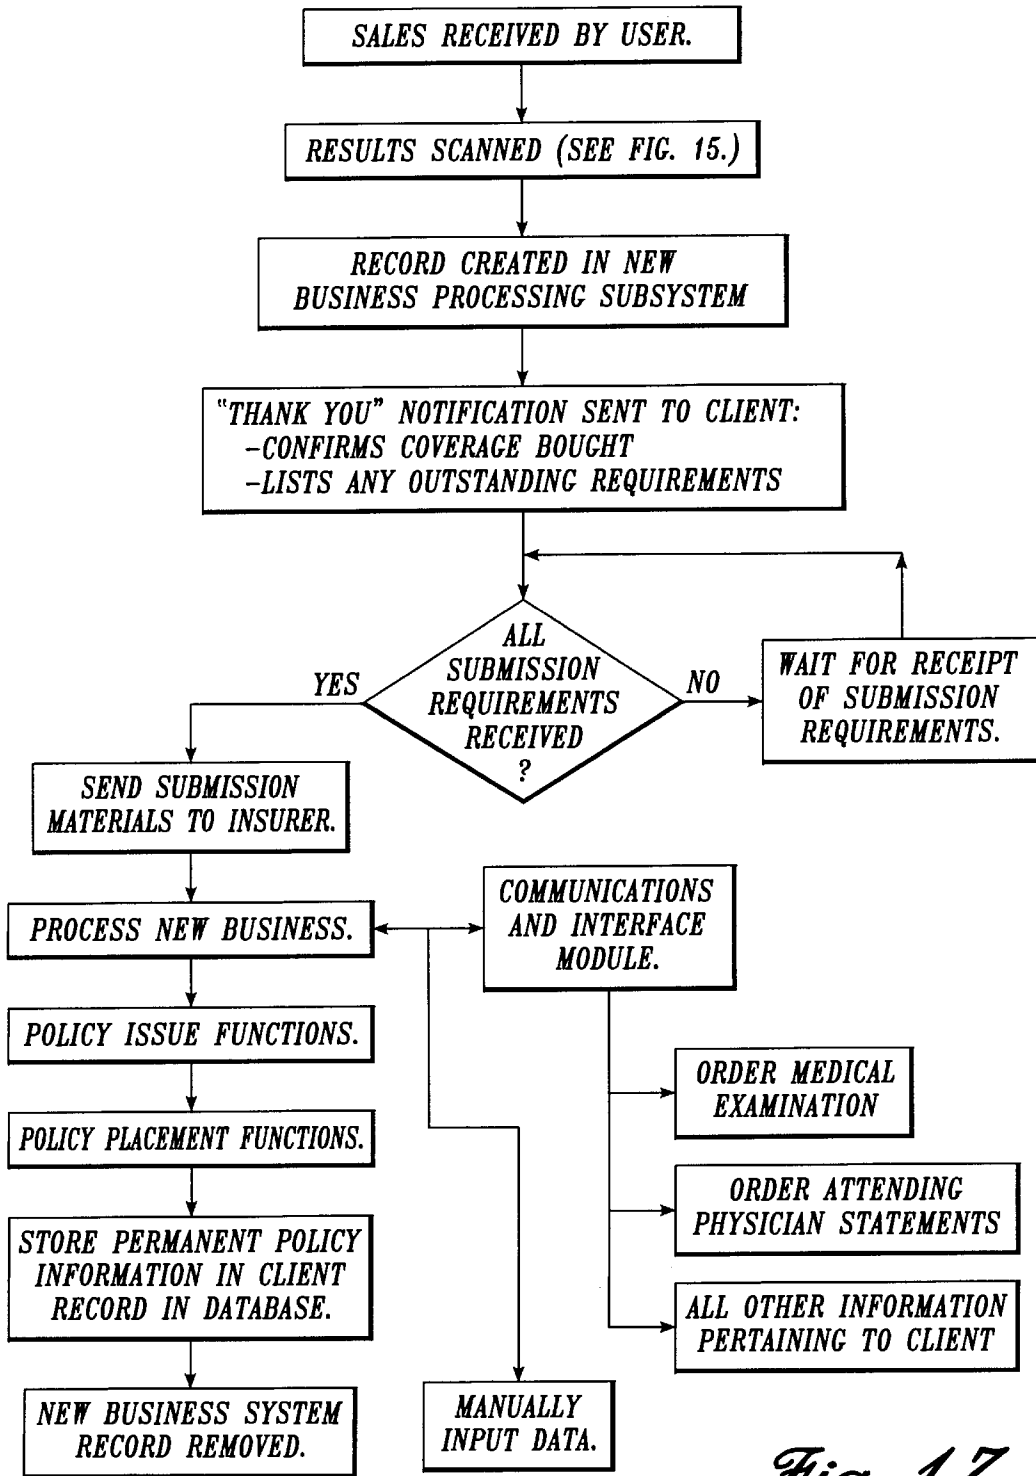 SALES RECEIVED BY USER.
RESULTS SCANNED (SEE FIG. 15.)
RECORD CREATED IN NEW
BUSINESS PROCESSING SUBSYSTEM
"THANK YOU" NOTIFICATION SENT TO CLIENT:
-CONFIRMS COVERAGE BOUGHT
-LISTS ANY OUTSTANDING REQUIREMENTS
ALL
SUBMISSION
REQUIREMENTS
RECEIVED
?
YES
NO
WAIT FOR RECEIPT
OF SUBMISSION
REQUIREMENTS.
SEND SUBMISSION
MATERIALS TO INSURER.
PROCESS NEW BUSINESS.
COMMUNICATIONS
AND INTERFACE
MODULE.
POLICY ISSUE FUNCTIONS.
ORDER MEDICAL
EXAMINATION
POLICY PLACEMENT FUNCTIONS.
ORDER ATTENDING
PHYSICIAN STATEMENTS
STORE PERMANENT POLICY
INFORMATION IN CLIENT
RECORD IN DATABASE.
ALL OTHER INFORMATION
PERTAINING TO CLIENT
NEW BUSINESS SYSTEM
RECORD REMOVED.
MANUALLY
INPUT DATA.
Fig. 17